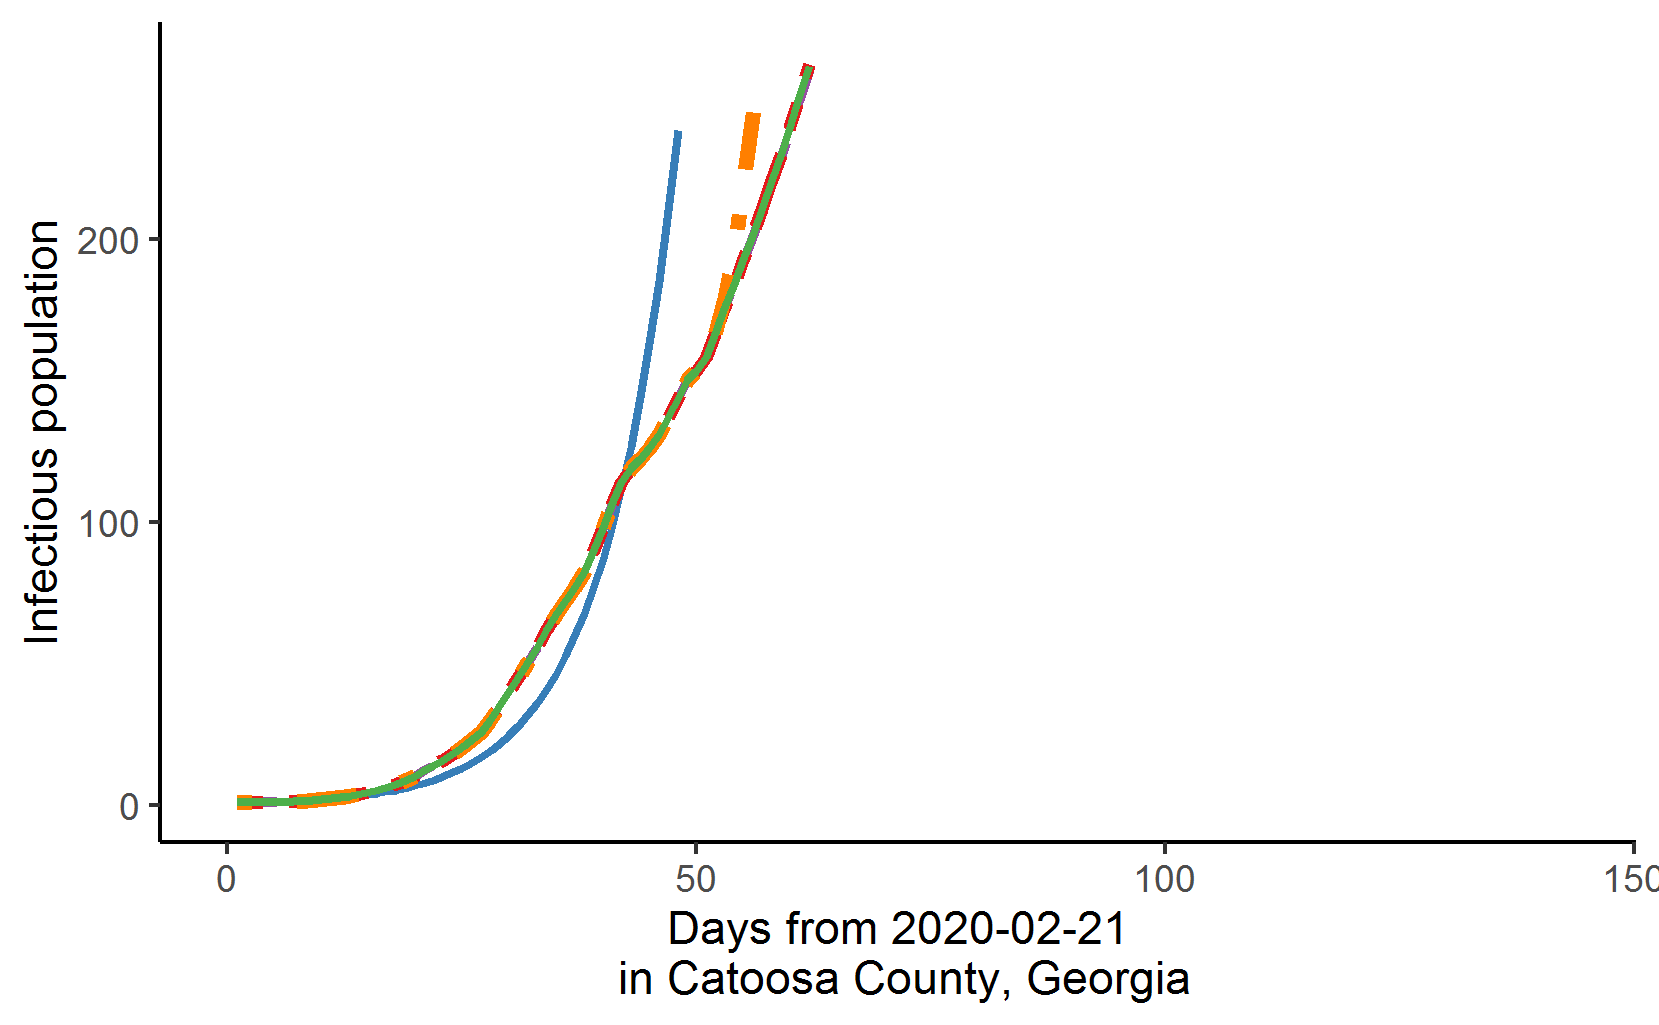 Infectious population
200
100
0
0 50 100 150
Days from 2020-02-21
in Catoosa County, Georgia